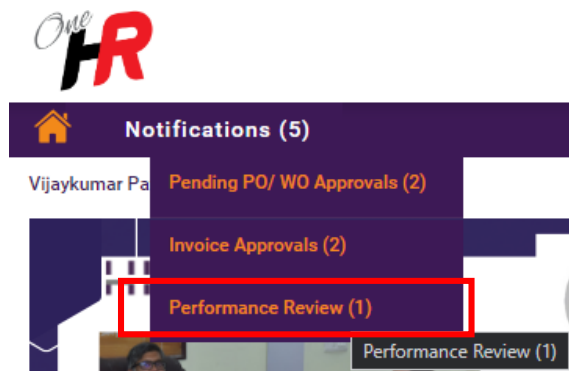 One
HR
Notifications (5)
Vijaykumar Pa
Pending PO/ WO Approvals (2)
Invoice Approvals (2)
Performance Review (1)
Performance Review (1)